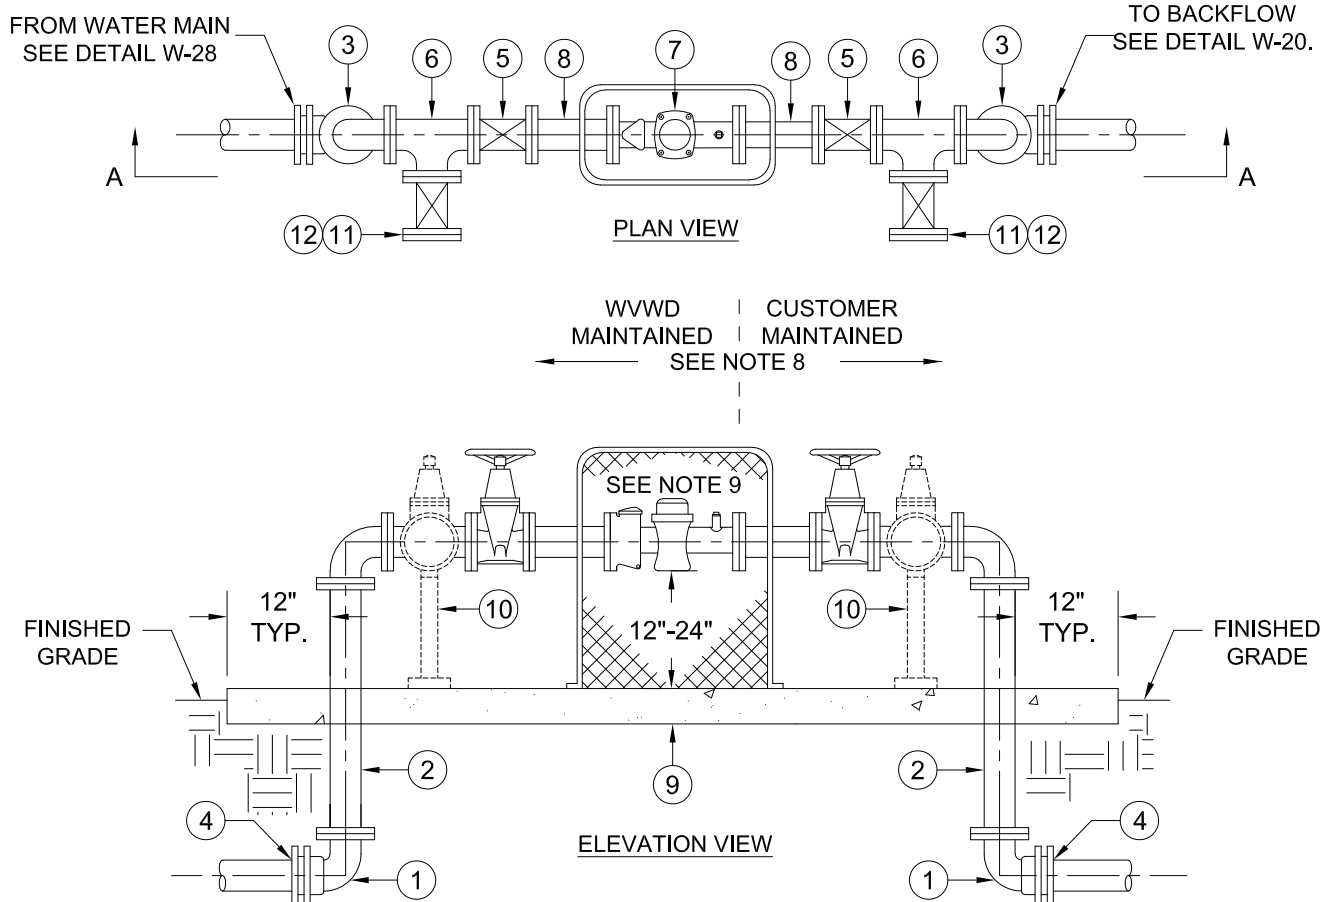 FROM WATER MAIN
SEE DETAIL W-28
TO BACKFLOW
SEE DETAIL W-20.
3
6
5
8
7
8
5
6
3
A
A
12
11
11
12
PLAN VIEW
WVWD
MAINTAINED
CUSTOMER
MAINTAINED
SEE NOTE 8
SEE NOTE 9
12"
TYP.
10
12"-24"
10
12"
TYP.
FINISHED
GRADE
FINISHED
GRADE
2
9
2
4
4
ELEVATION VIEW
1
1